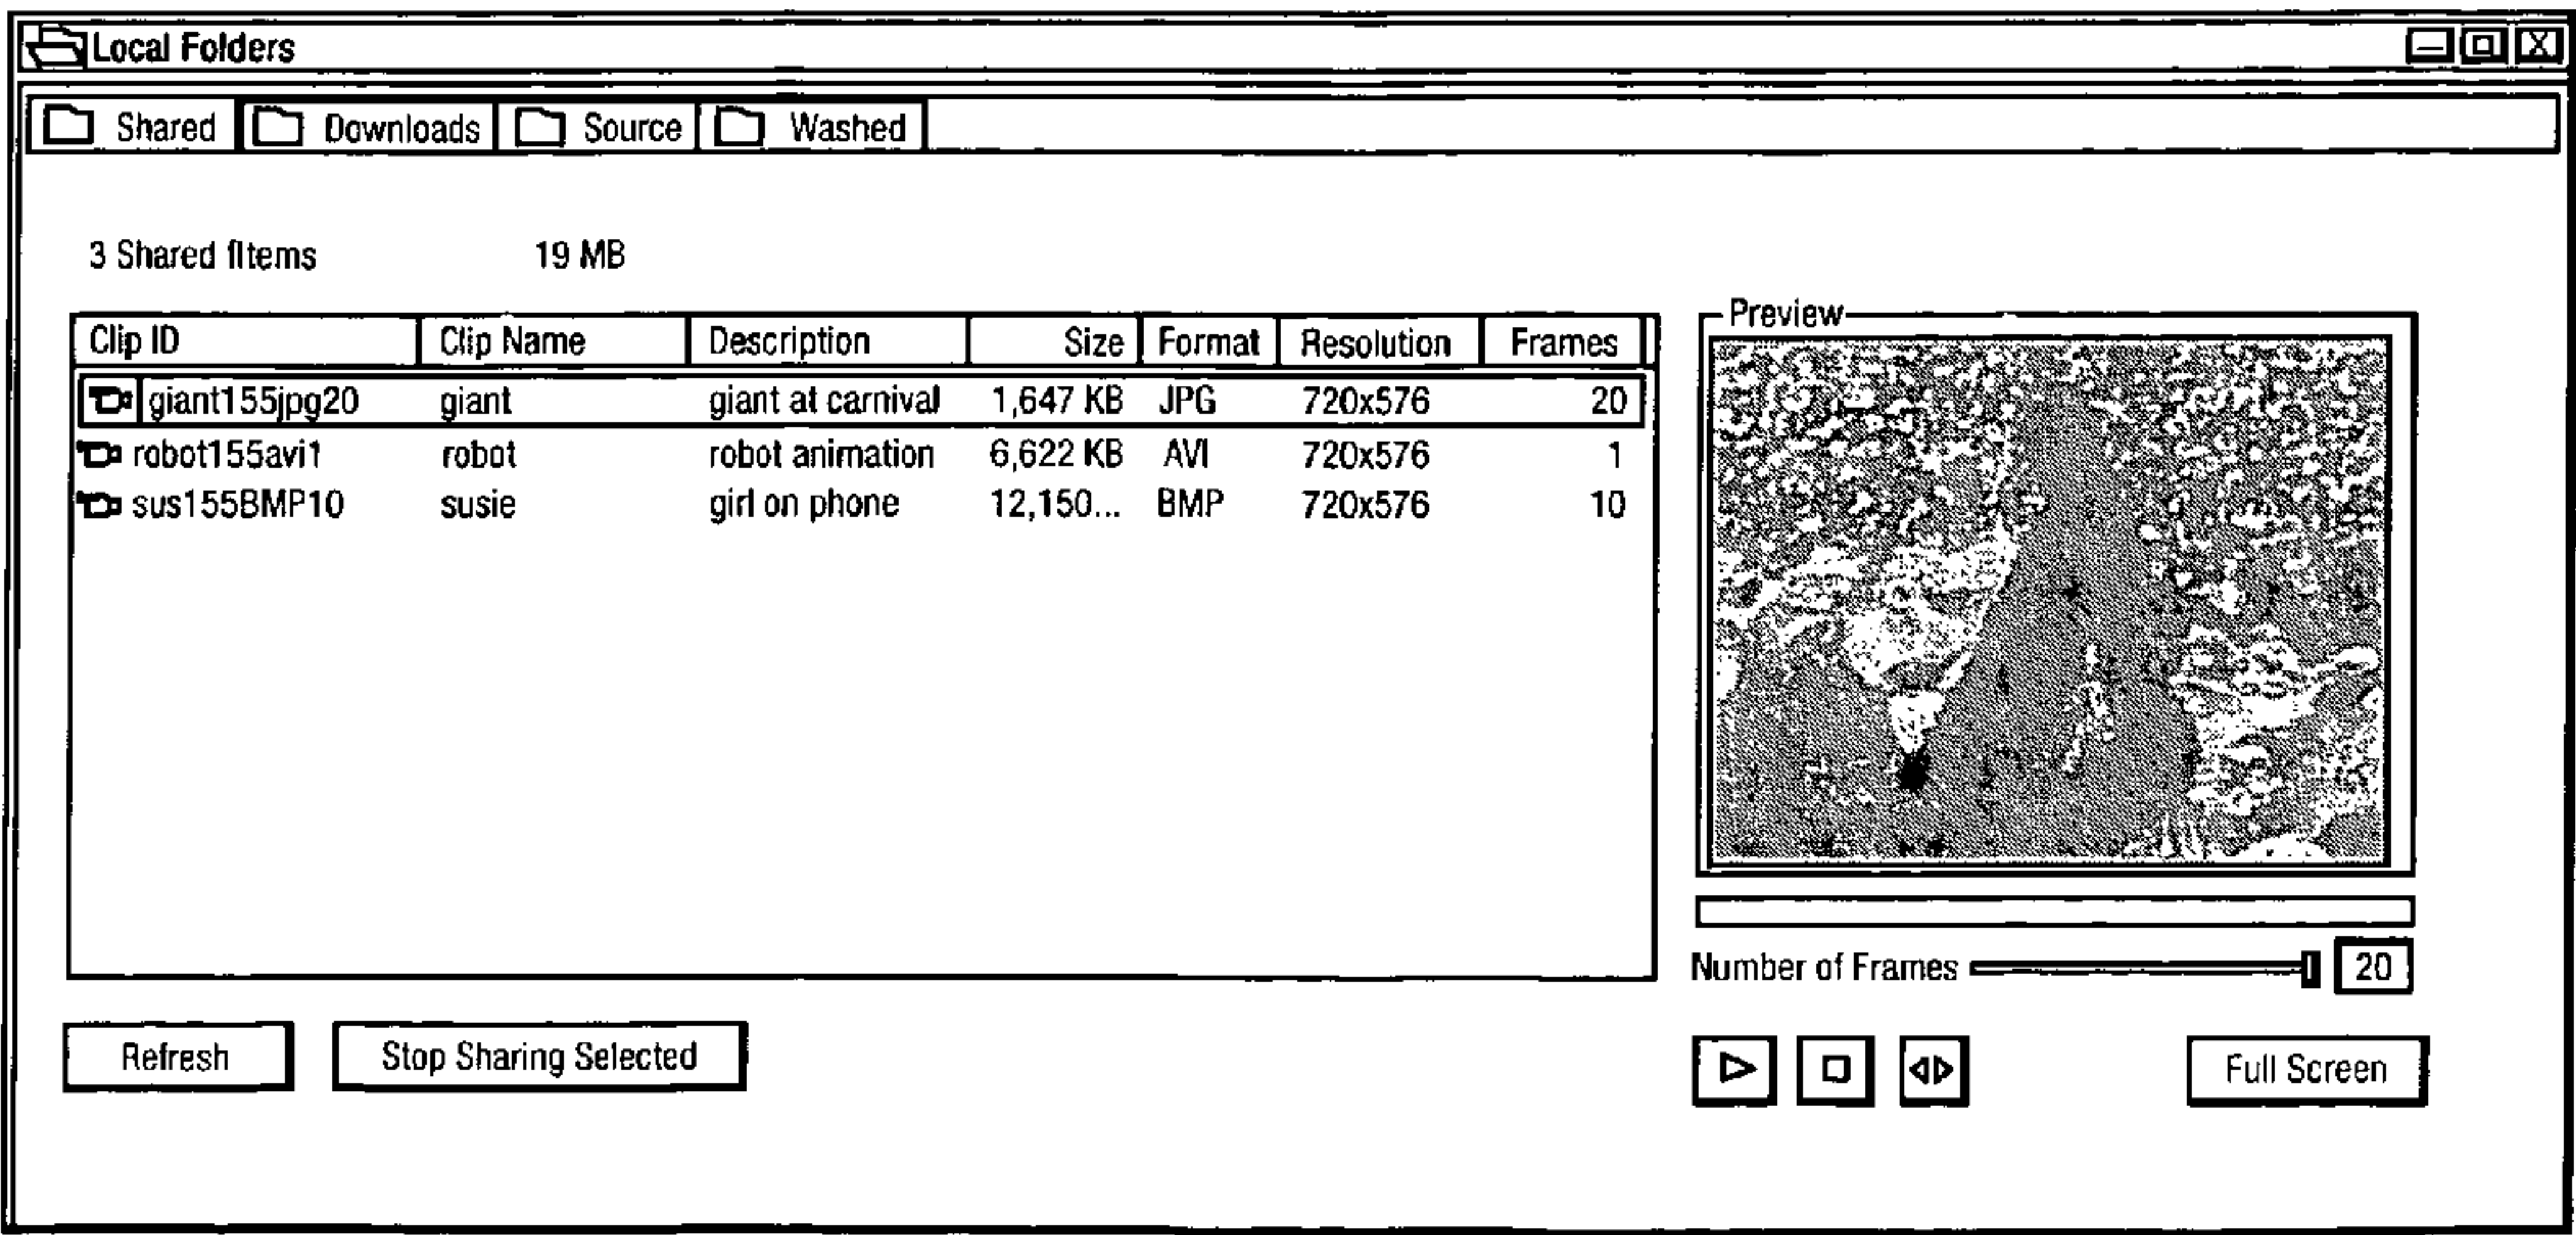 Local Folders
Shared Downloads Source Washed
3 Shared fItems 19 MB
Clip ID Clip Name Description Size Format Resolution Frames
giant155jpg20 giant giant at carnival 1,647 KB JPG 720x576 20
robot155avi1 robot robot animation 6,622 KB AVI 720x576 1
sus155BMP10 susie girl on phone 12,150... BMP 720x576 10
Preview
Number of Frames 20
Refresh Stop Sharing Selected
Full Screen